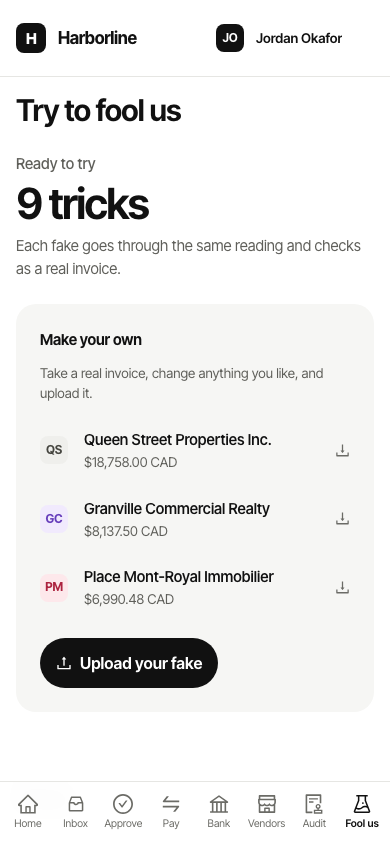 H Harborline
JO Jordan Okafor
Try to fool us
Ready to try
9 tricks
Each fake goes through the same reading and checks
as a real invoice.
Make your own
Take a real invoice, change anything you like, and
upload it.
QS Queen Street Properties Inc.
$18,758.00 CAD
GC Granville Commercial Realty
$8,137.50 CAD
PM Place Mont-Royal Immobilier
$6,990.48 CAD
Upload your fake
Home Inbox Approve Pay Bank Vendors Audit Fool us